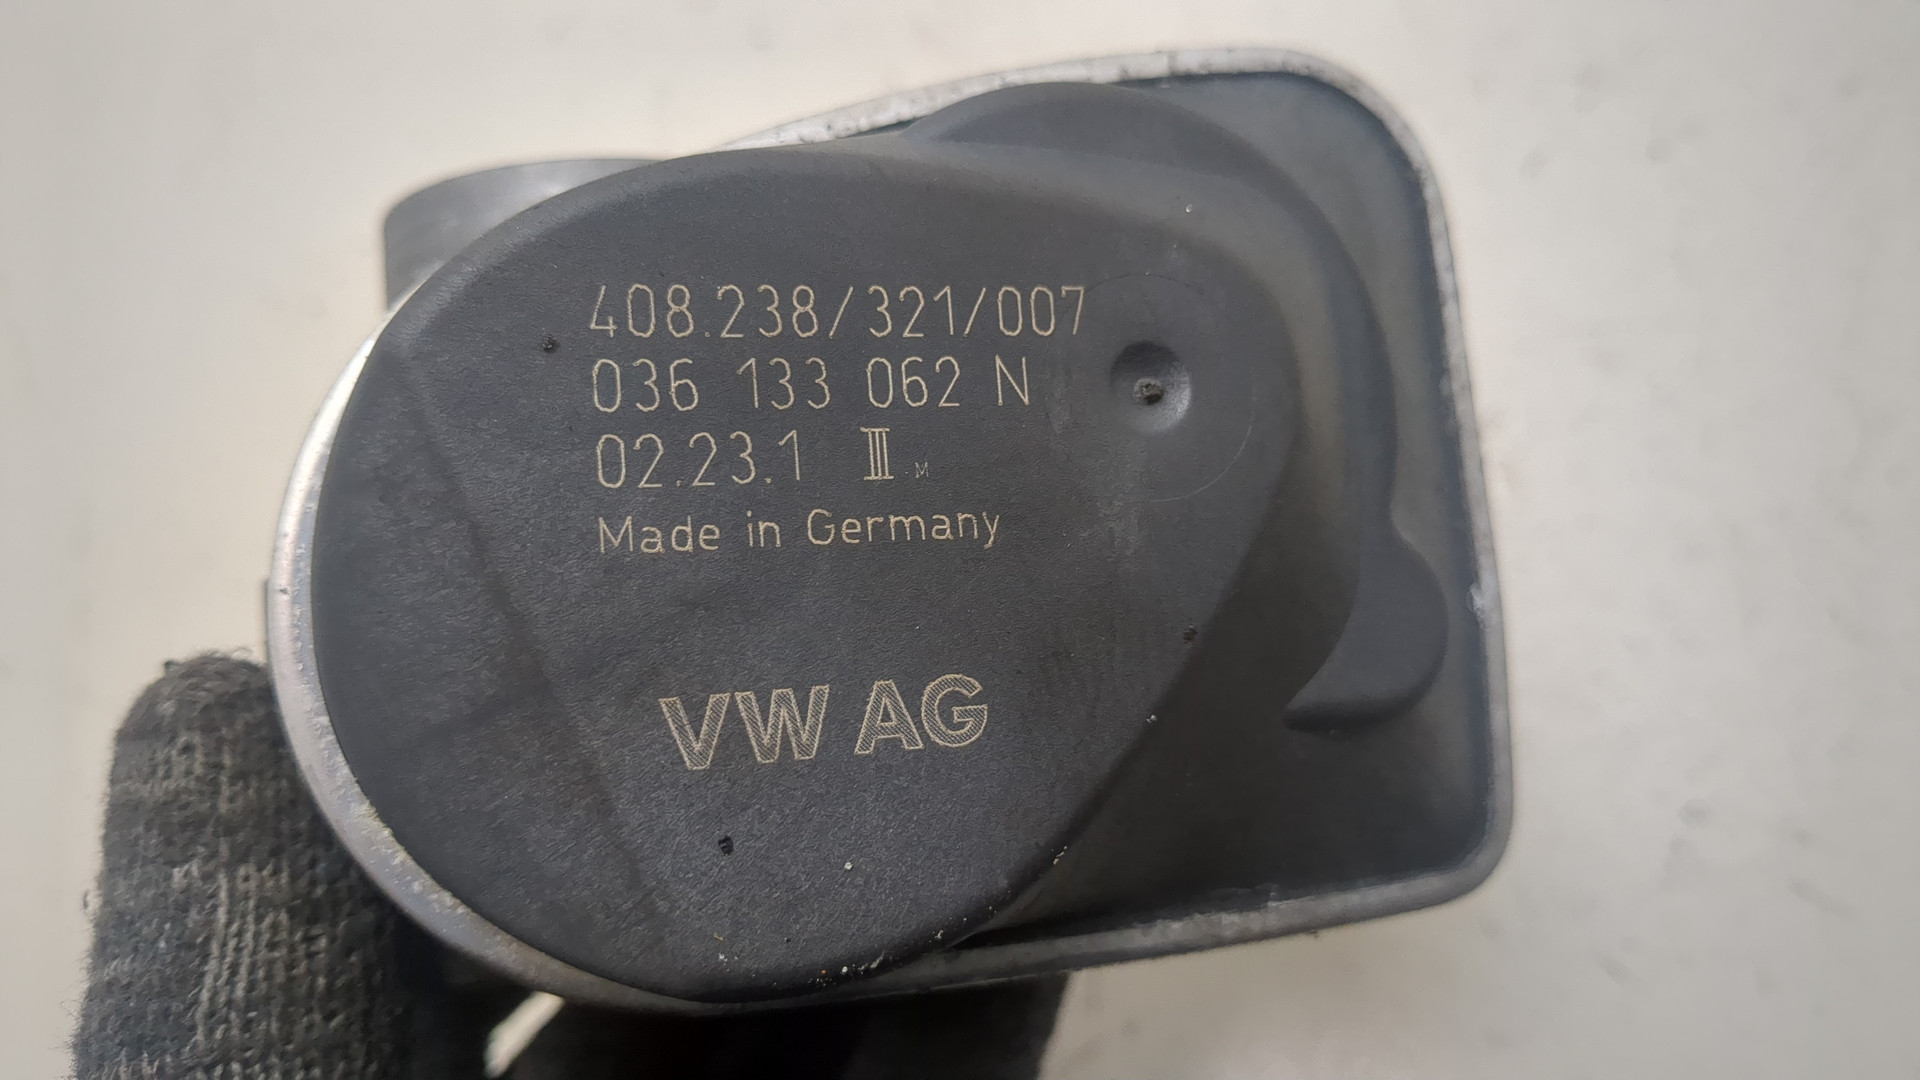 408.238/321/007
036 133 062 N
02.23.1 III M
Made in Germany
VW AG